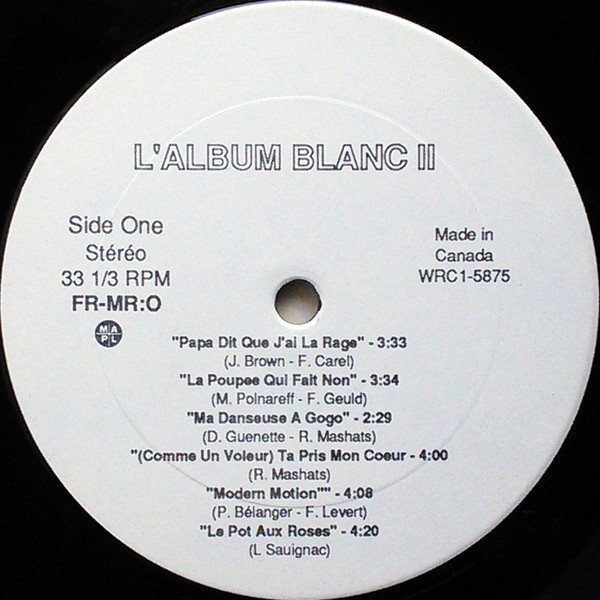 L'ALBUM BLANC II
Side One
Stéréo
33 1/3 RPM
FR-MR:O
MAPL
Made in
Canada
WRC1-5875
"Papa Dit Que J'ai La Rage" - 3:33
(J. Brown - F. Carel)
"La Poupee Qui Fait Non" - 3:34
(M. Polnareff - F. Geuld)
"Ma Danseuse A Gogo" - 2:29
(D. Guenette - R. Mashats)
"(Comme Un Voleur) Ta Pris Mon Coeur - 4:00
(R. Mashats)
"Modern Motion"" - 4:08
(P. Bélanger - F. Levert)
"Le Pot Aux Roses" - 4:20
(L Sauignac)